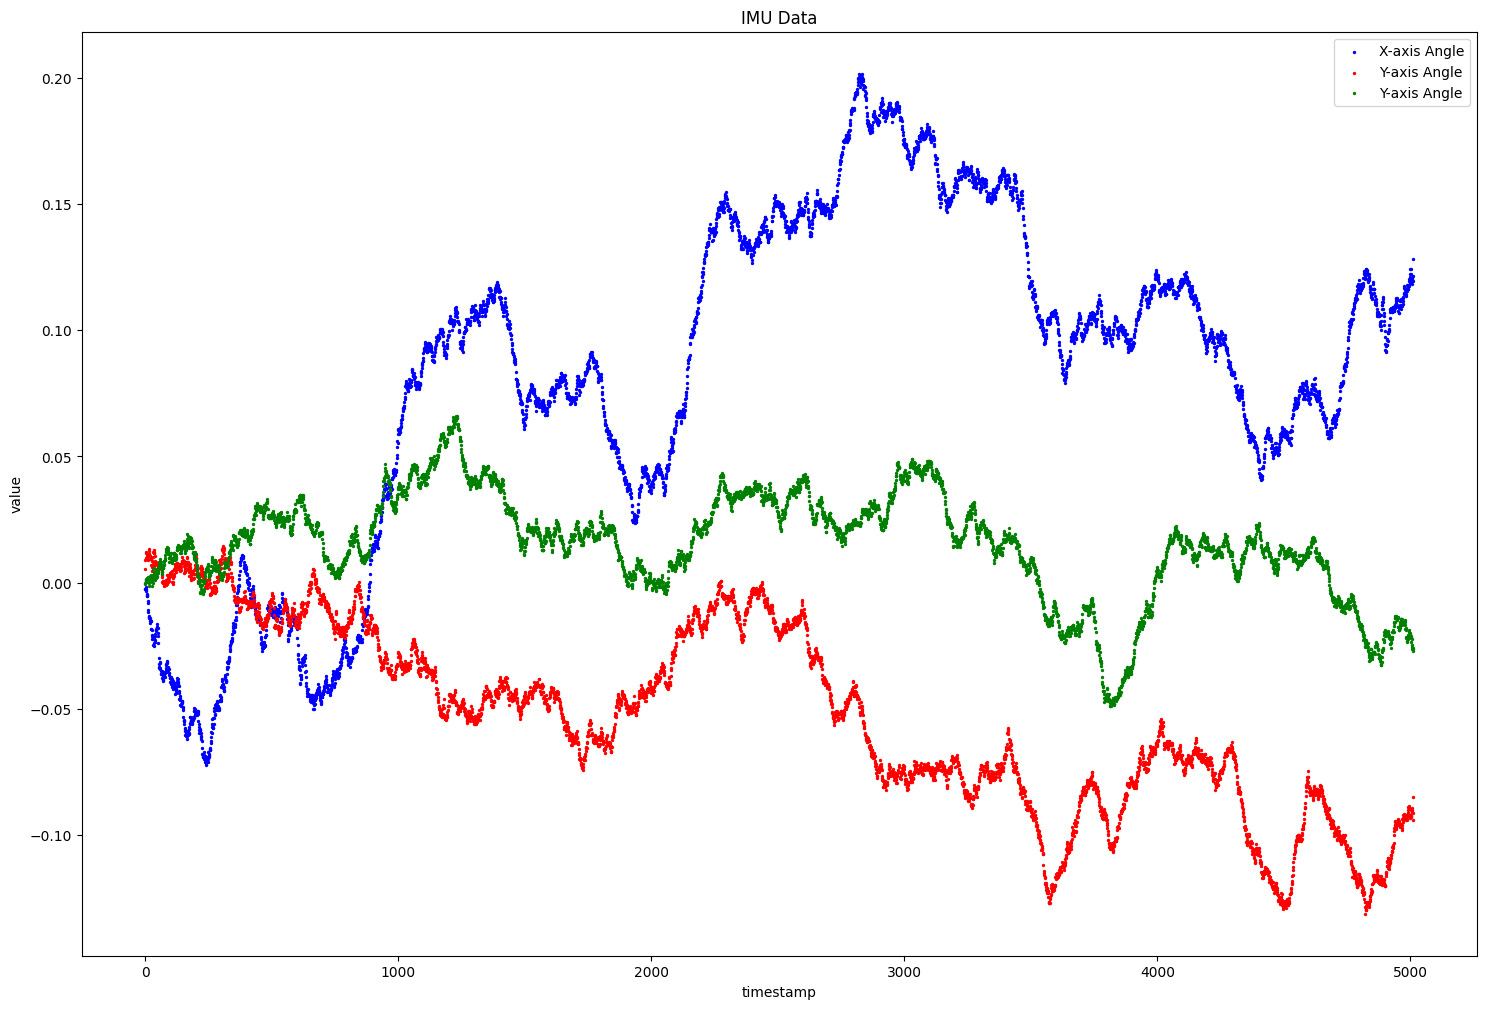 IMU Data
X-axis Angle
Y-axis Angle
Y-axis Angle
value
0.20
0.15
0.10
0.05
0.00
−0.05
−0.10
0 1000 2000 3000 4000 5000
timestamp